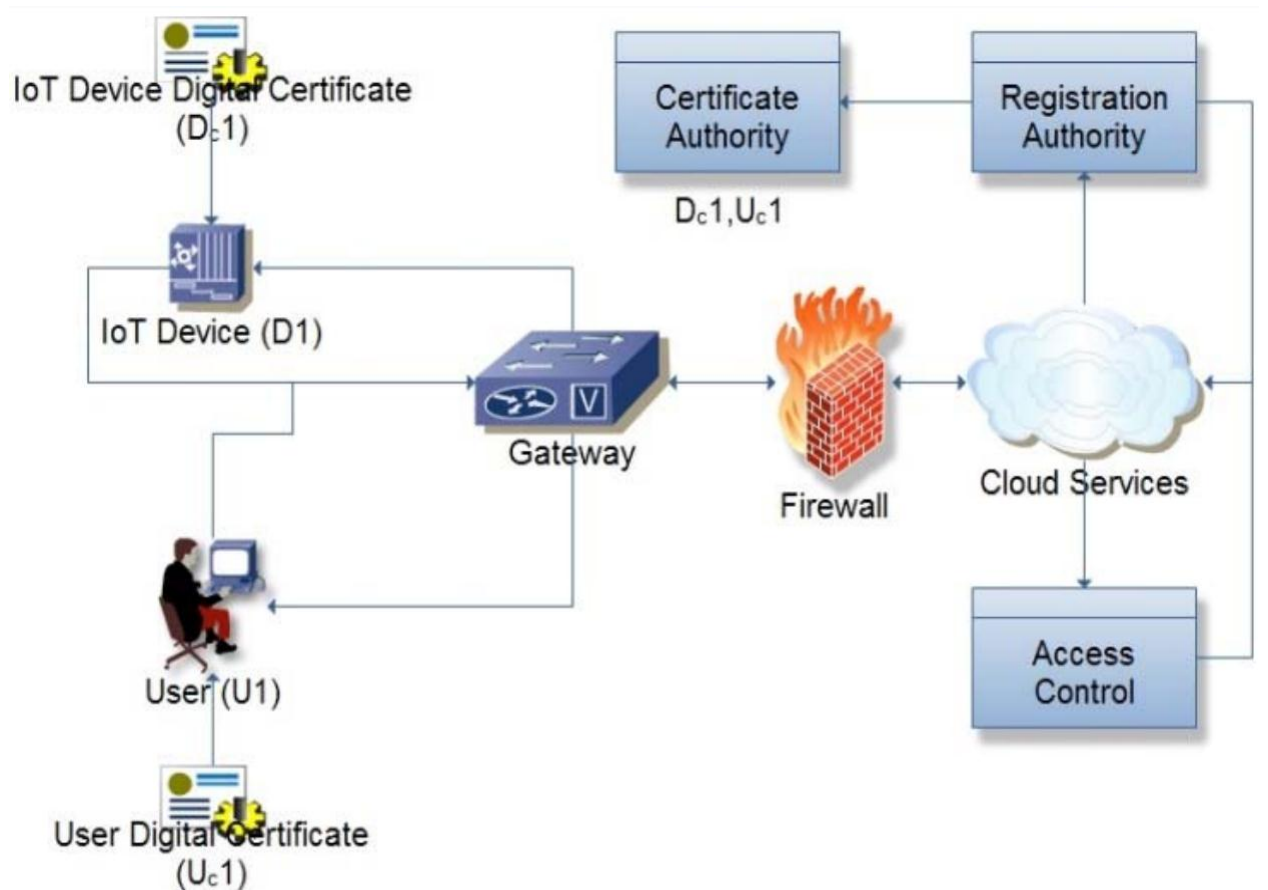 IoT Device Digital Certificate
(Dc1)
IoT Device (D1)
Certificate
Authority
Dc1,Uc1
Registration
Authority
V
Gateway
Firewall
Cloud Services
User (U1)
Access
Control
User Digital Certificate
(Uc1)